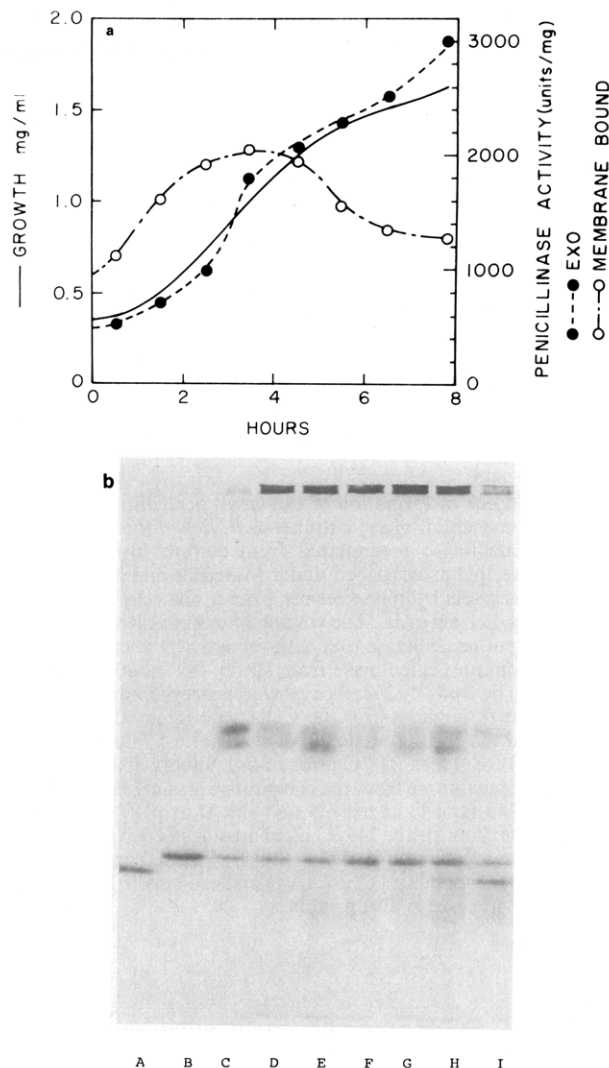 a
2.0
1.5
1.0
0.5
0
GROWTH mg/ml
0 2 4 6 8
HOURS
3000
2000
1000
0
PENICILLINASE ACTIVITY (units/mg)
EXO
MEMBRANE BOUND
b
A B C D E F G H I